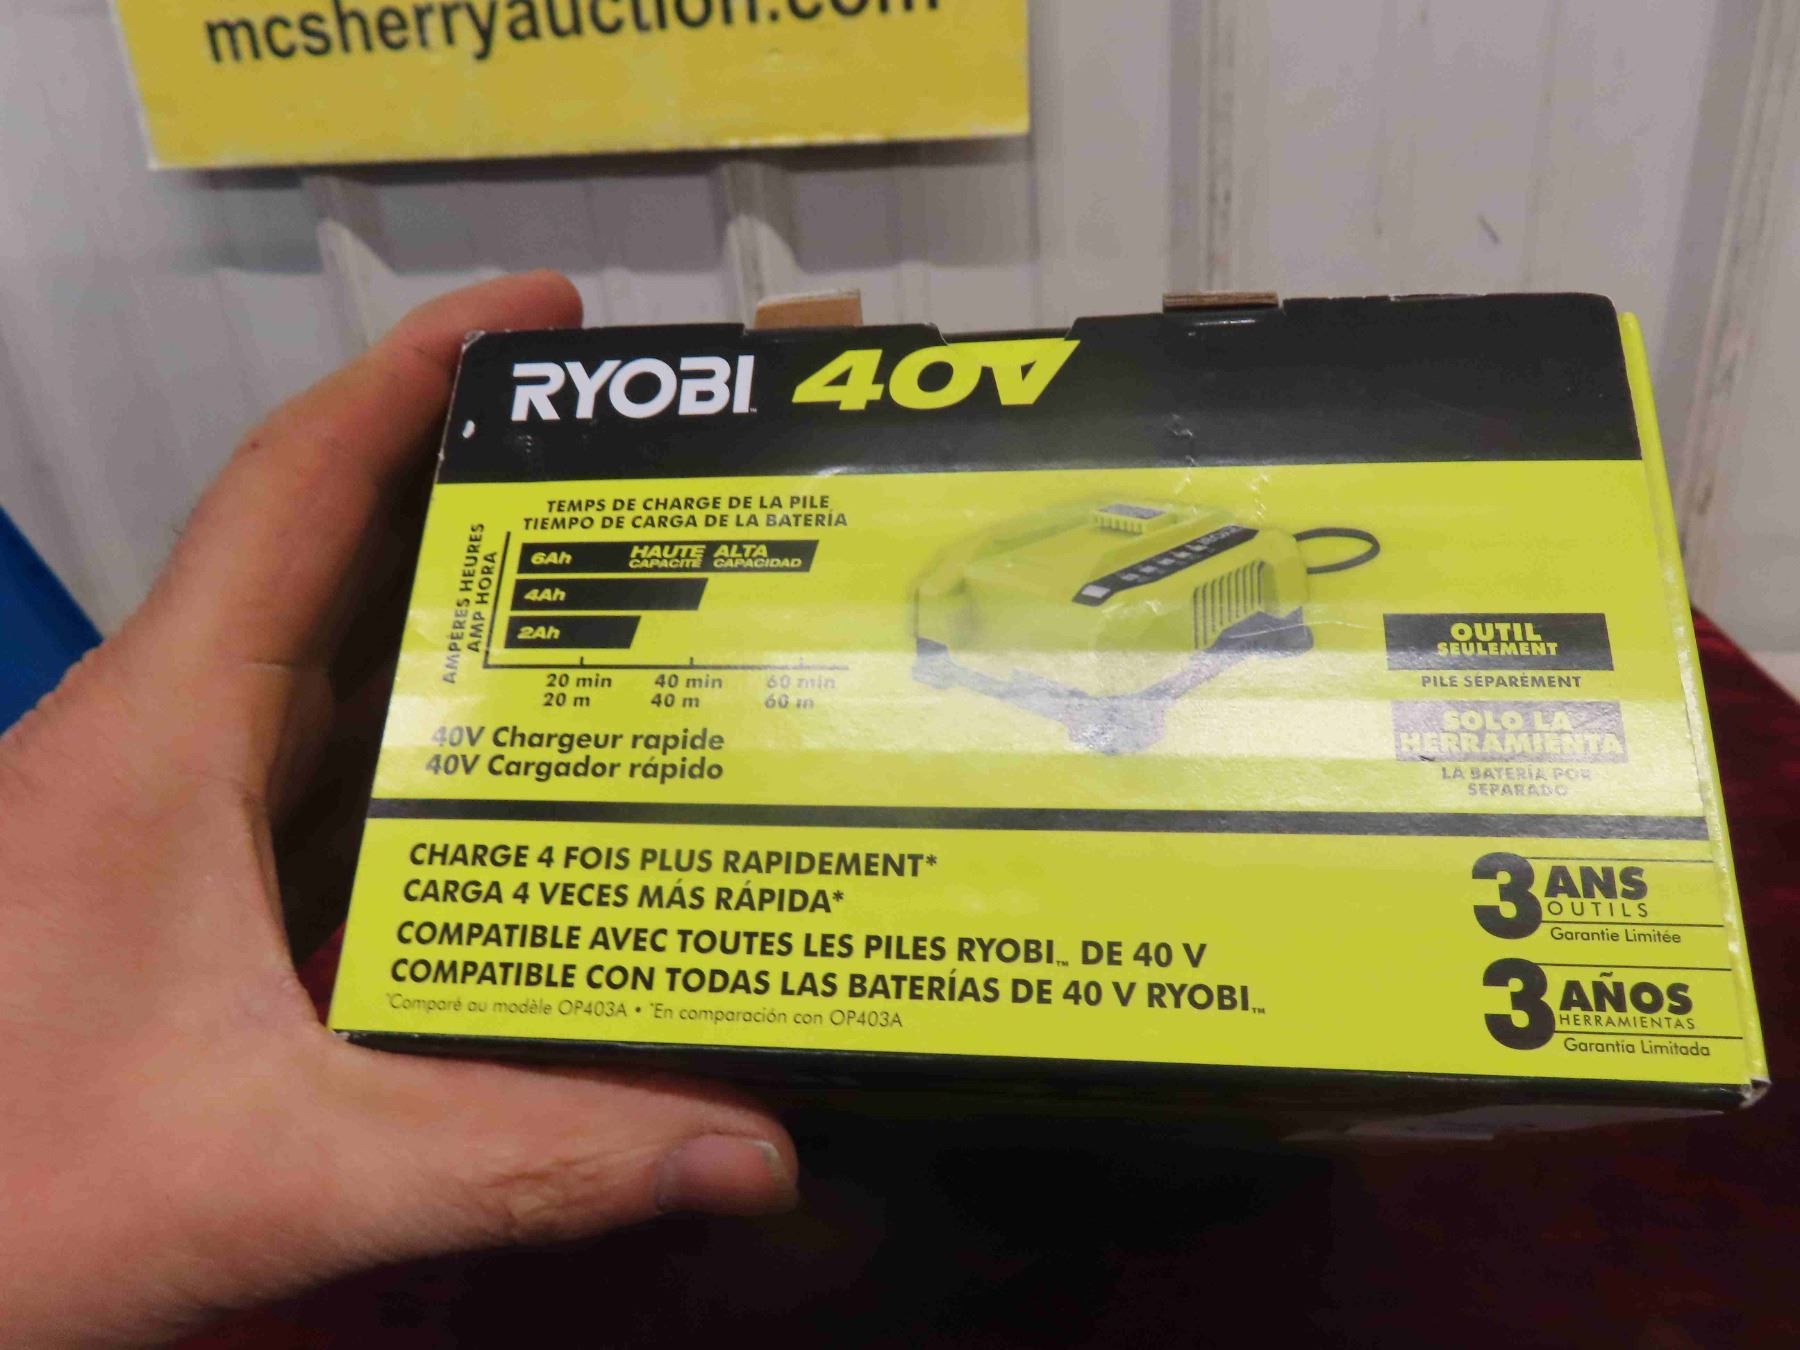 mcsherryauction.com
RYOBI™ 40V
TEMPS DE CHARGE DE LA PILE
TIEMPO DE CARGA DE LA BATERÍA
AMPÈRES HEURES
AMP HORA
6Ah HAUTE CAPACITÉ ALTA CAPACIDAD
4Ah
2Ah
20 min 40 min 60 min
20 m 40 m 60 m
40V Chargeur rapide
40V Cargador rápido
OUTIL
SEULEMENT
PILE SÉPARÉMENT
SOLO LA
HERRAMIENTA
LA BATERÍA POR
SEPARADO
CHARGE 4 FOIS PLUS RAPIDEMENT*
CARGA 4 VECES MÁS RÁPIDA*
COMPATIBLE AVEC TOUTES LES PILES RYOBI™ DE 40 V
COMPATIBLE CON TODAS LAS BATERÍAS DE 40 V RYOBI™
*Comparé au modèle OP403A • *En comparación con OP403A
3 ANS
OUTILS
Garantie Limitée
3 AÑOS
HERRAMIENTAS
Garantía Limitada